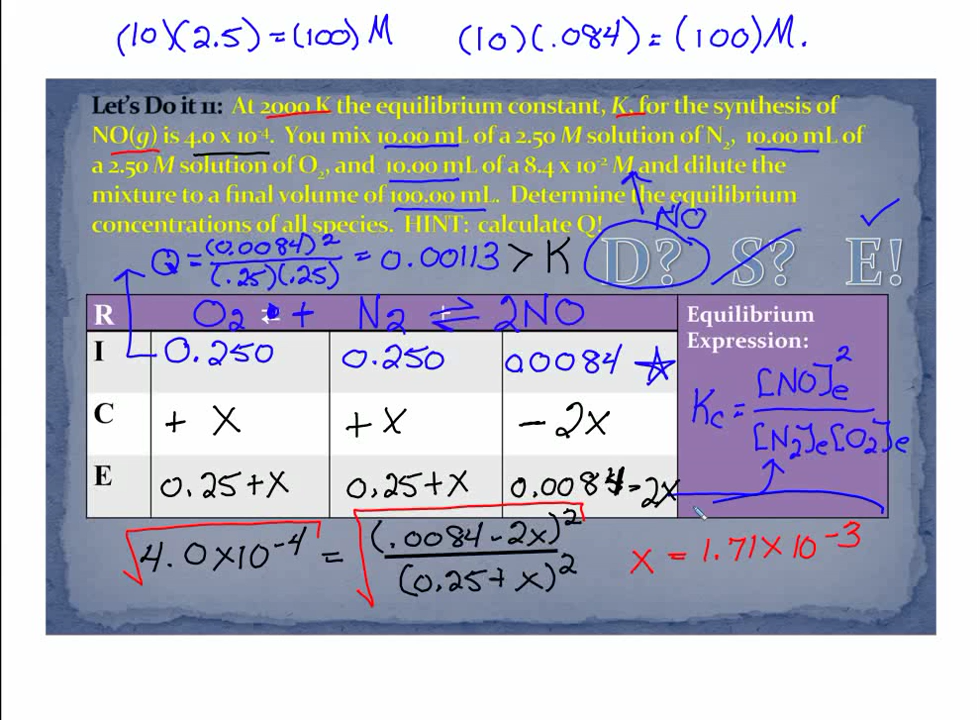 (10)(2.5) = (100) M (10)(.084) = (100) M.
Let's Do it 11: At 2000 K the equilibrium constant, K, for the synthesis of
NO(g) is 4.0 x 10⁻⁴. You mix 10.00 mL of a 2.50 M solution of N₂, 10.00 mL of
a 2.50 M solution of O₂, and 10.00 mL of a 8.4 x 10⁻² M and dilute the
mixture to a final volume of 100.00 mL. Determine the equilibrium
concentrations of all species. HINT: calculate Q!
NO
Q = (0.0084)² / (.25)(.25) = 0.00113 > K D? S? E! ✓
R O₂ + N₂ ⇌ 2NO Equilibrium
Expression:
I 0.250 0.250 0.0084 ☆
Kc = [NO]e² / [N₂]e[O₂]e
C + X + X - 2X
E 0.25+X 0.25+X 0.0084-2X
√4.0X10⁻⁴ = √(.0084-2X)² / (0.25+X)² X = 1.71X10⁻³